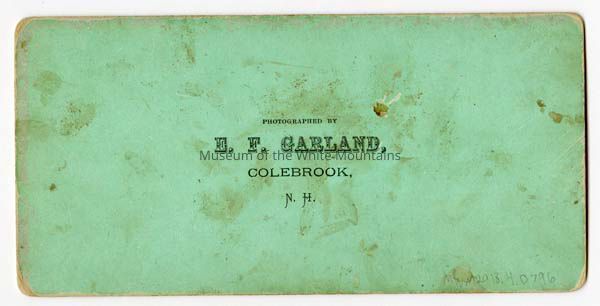 PHOTOGRAPHED BY
E. F. GARLAND,
Museum of the White Mountains
COLEBROOK,
N. H.